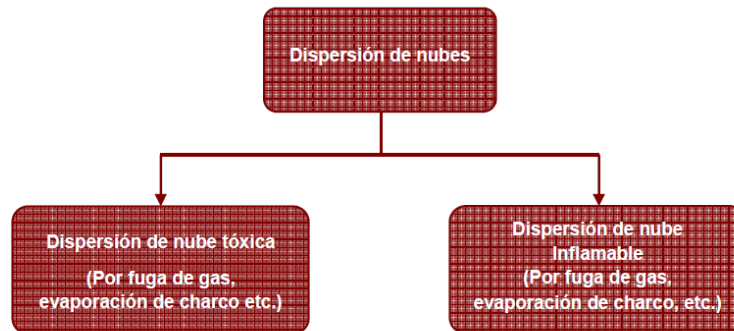 Dispersión de nubes
Dispersión de nube tóxica
(Por fuga de gas,
evaporación de charco etc.)
Dispersión de nube
Inflamable
(Por fuga de gas,
evaporación de charco, etc.)